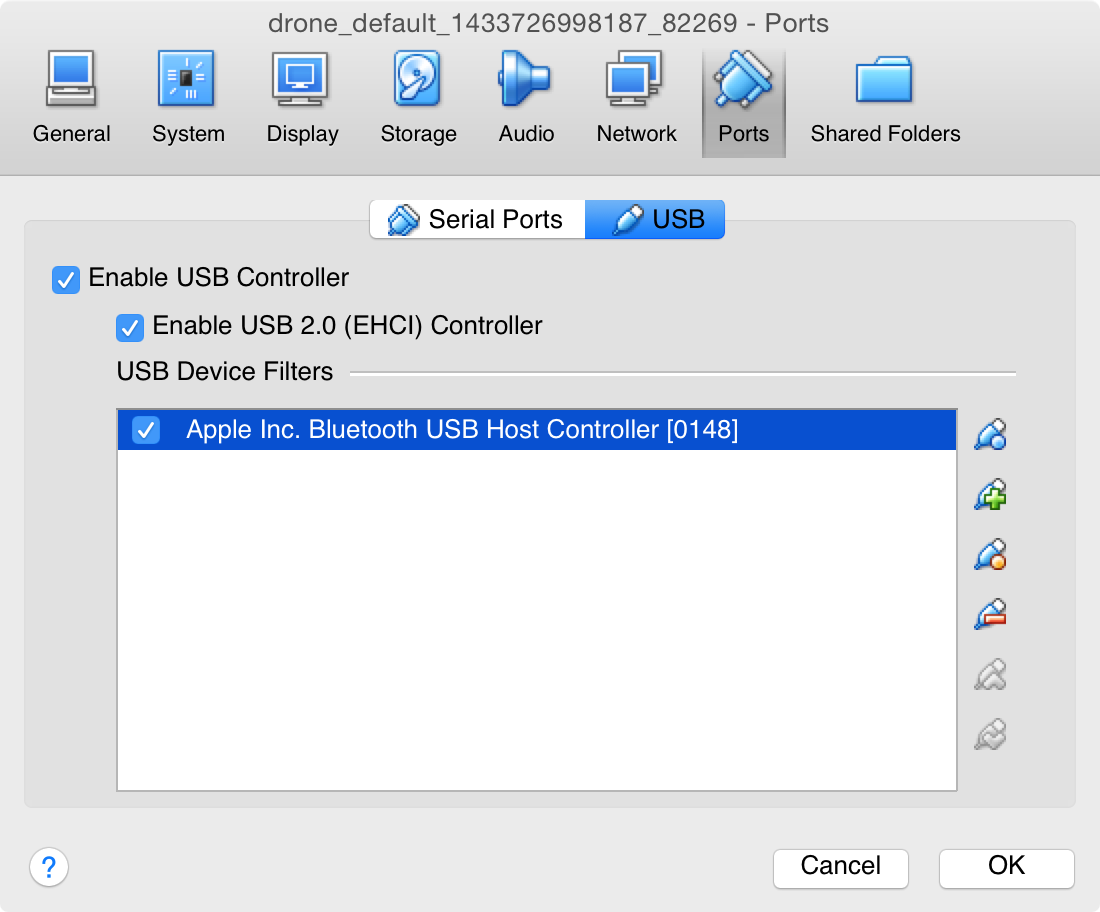 drone_default_1433726998187_82269 - Ports
General System Display Storage Audio Network Ports Shared Folders
Serial Ports USB
Enable USB Controller
Enable USB 2.0 (EHCI) Controller
USB Device Filters
Apple Inc. Bluetooth USB Host Controller [0148]
? Cancel OK